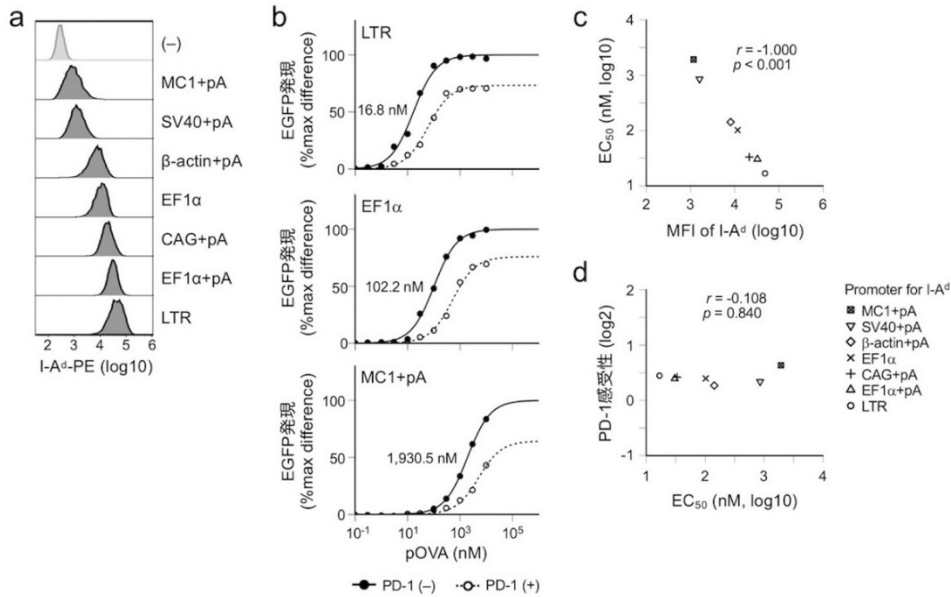 a
(–)
MC1+pA
SV40+pA
β-actin+pA
EF1α
CAG+pA
EF1α+pA
LTR
2 3 4 5 6
I-Aᵈ-PE (log10)
b
LTR
EGFP発現
(%max difference)
100
50
0
16.8 nM
EF1α
EGFP発現
(%max difference)
100
50
0
102.2 nM
MC1+pA
EGFP発現
(%max difference)
100
50
0
1,930.5 nM
10⁻¹ 10¹ 10³ 10⁵
pOVA (nM)
PD-1 (–) PD-1 (+)
c
EC₅₀ (nM, log10)
4
3
2
1
r = -1.000
p < 0.001
2 3 4 5 6
MFI of I-Aᵈ (log10)
d
PD-1感受性 (log2)
2
1
0
-1
r = -0.108
p = 0.840
1 2 3 4
EC₅₀ (nM, log10)
Promoter for I-Aᵈ
MC1+pA
SV40+pA
β-actin+pA
EF1α
CAG+pA
EF1α+pA
LTR